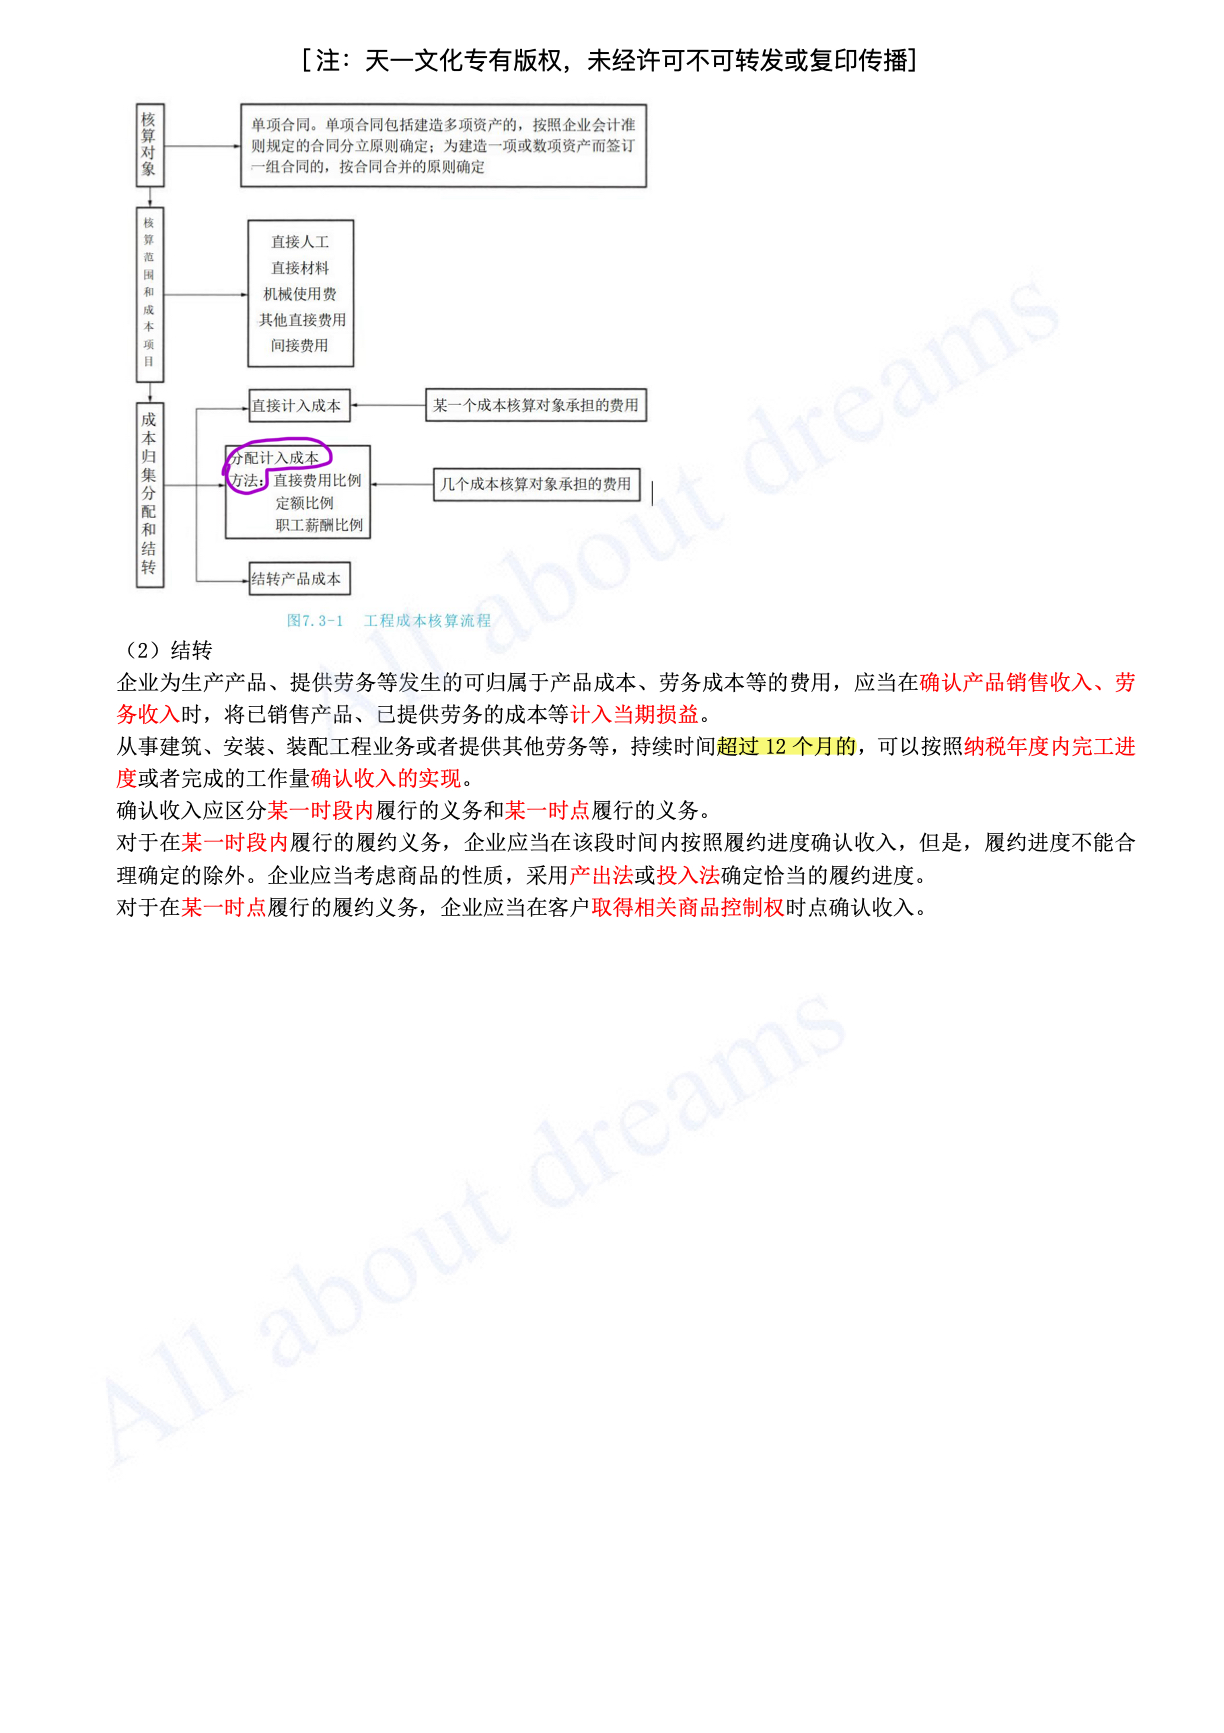 [注：天一文化专有版权，未经许可不可转发或复印传播]
核算对象
单项合同。单项合同包括建造多项资产的，按照企业会计准
则规定的合同分立原则确定；为建造一项或数项资产而签订
一组合同的，按合同合并的原则确定
核算范围和成本项目
直接人工
直接材料
机械使用费
其他直接费用
间接费用
成本归集分配和结转
直接计入成本
某一个成本核算对象承担的费用
分配计入成本
方法：直接费用比例
定额比例
职工薪酬比例
几个成本核算对象承担的费用
结转产品成本
图7.3-1 工程成本核算流程
（2）结转
企业为生产产品、提供劳务等发生的可归属于产品成本、劳务成本等的费用，应当在确认产品销售收入、劳
务收入时，将已销售产品、已提供劳务的成本等计入当期损益。
从事建筑、安装、装配工程业务或者提供其他劳务等，持续时间超过 12 个月的，可以按照纳税年度内完工进
度或者完成的工作量确认收入的实现。
确认收入应区分某一时段内履行的义务和某一时点履行的义务。
对于在某一时段内履行的履约义务，企业应当在该段时间内按照履约进度确认收入，但是，履约进度不能合
理确定的除外。企业应当考虑商品的性质，采用产出法或投入法确定恰当的履约进度。
对于在某一时点履行的履约义务，企业应当在客户取得相关商品控制权时点确认收入。
All about dreams
All about dreams